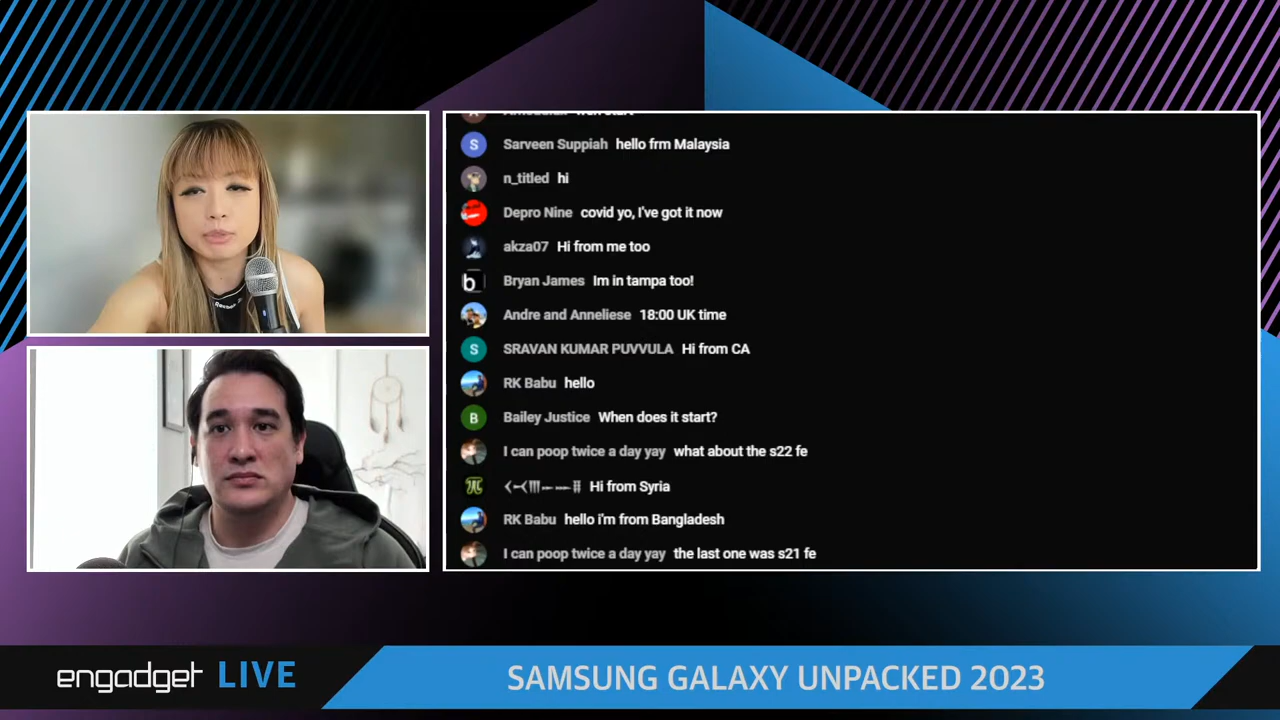 Sarveen Suppiah hello frm Malaysia
n_titled hi
Depro Nine covid yo, I've got it now
akza07 Hi from me too
Bryan James Im in tampa too!
Andre and Anneliese 18:00 UK time
SRAVAN KUMAR PUVVULA Hi from CA
RK Babu hello
Bailey Justice When does it start?
I can poop twice a day yay what about the s22 fe
Hi from Syria
RK Babu hello i'm from Bangladesh
I can poop twice a day yay the last one was s21 fe
engadget LIVE
SAMSUNG GALAXY UNPACKED 2023